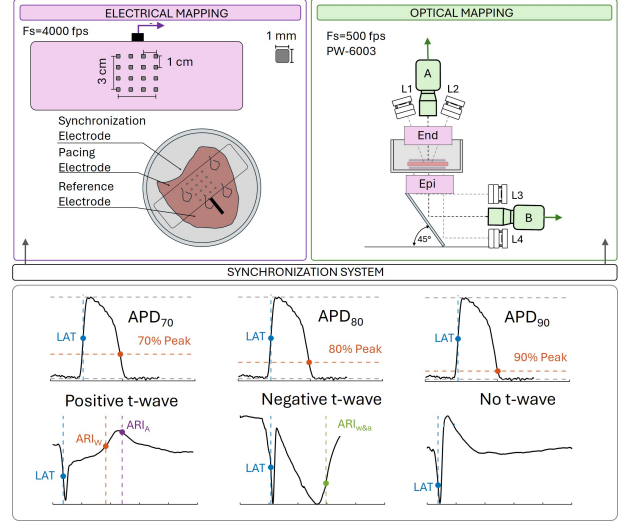 ELECTRICAL MAPPING
Fs=4000 fps
1 mm
3 cm
1 cm
Synchronization
Electrode
Pacing
Electrode
Reference
Electrode
OPTICAL MAPPING
Fs=500 fps
PW-6003
A
L1
L2
End
Epi
L3
B
L4
45°
SYNCHRONIZATION SYSTEM
APD70
LAT
70% Peak
APD80
LAT
80% Peak
APD90
LAT
90% Peak
Positive t-wave
ARIW
ARIA
LAT
Negative t-wave
ARIw&a
LAT
No t-wave
LAT